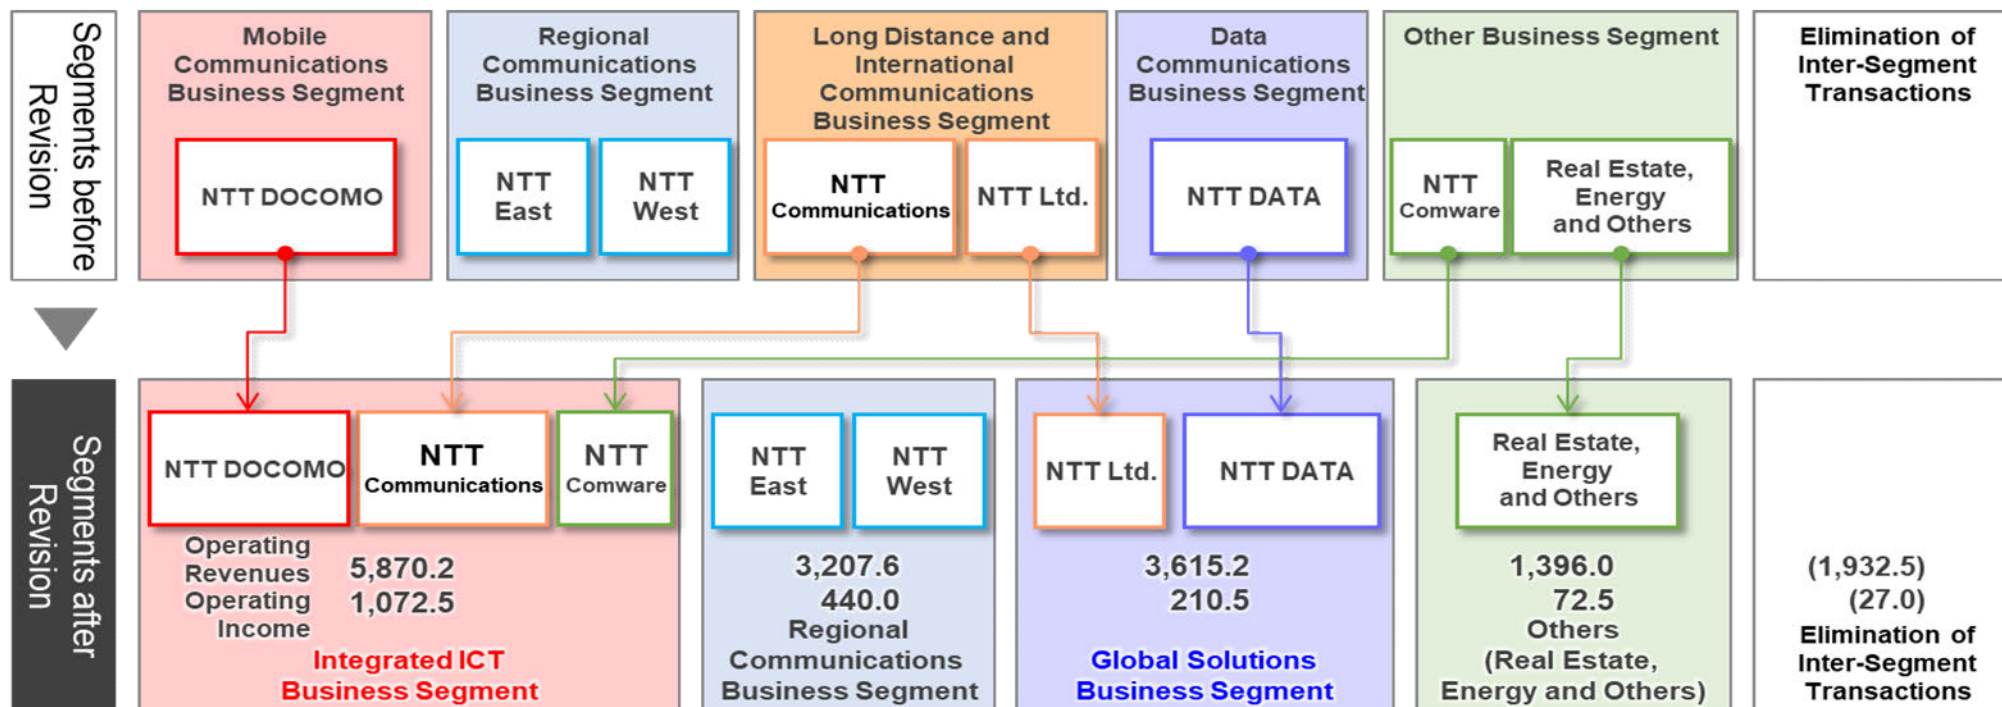 Segments before
Revision
Mobile
Communications
Business Segment
NTT DOCOMO
Regional
Communications
Business Segment
NTT
East
NTT
West
Long Distance and
International
Communications
Business Segment
NTT
Communications
NTT Ltd.
Data
Communications
Business Segment
NTT DATA
Other Business Segment
NTT
Comware
Real Estate,
Energy
and Others
Elimination of
Inter-Segment
Transactions
Segments after
Revision
NTT DOCOMO
NTT
Communications
NTT
Comware
Operating
Revenues
5,870.2
Operating
Income
1,072.5
Integrated ICT
Business Segment
NTT
East
NTT
West
3,207.6
440.0
Regional
Communications
Business Segment
NTT Ltd.
NTT DATA
3,615.2
210.5
Global Solutions
Business Segment
Real Estate,
Energy
and Others
1,396.0
72.5
Others
(Real Estate,
Energy and Others)
(1,932.5)
(27.0)
Elimination of
Inter-Segment
Transactions